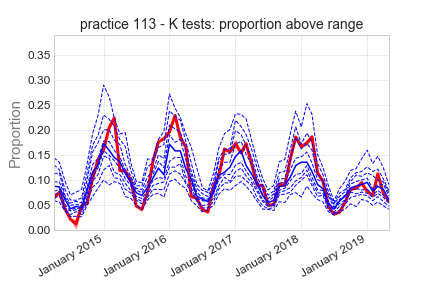 practice 113 - K tests: proportion above range
Proportion
0.35
0.30
0.25
0.20
0.15
0.10
0.05
0.00
January 2015
January 2016
January 2017
January 2018
January 2019